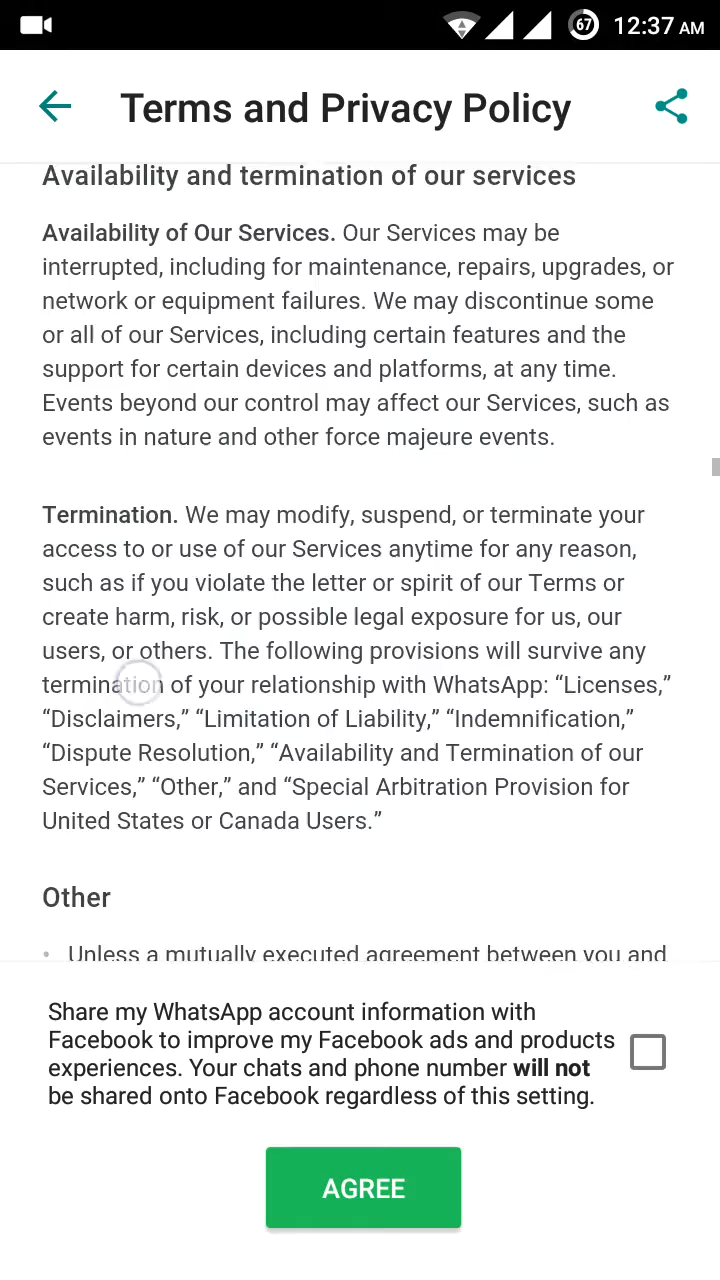 67 12:37 AM
Terms and Privacy Policy
Availability and termination of our services
Availability of Our Services. Our Services may be
interrupted, including for maintenance, repairs, upgrades, or
network or equipment failures. We may discontinue some
or all of our Services, including certain features and the
support for certain devices and platforms, at any time.
Events beyond our control may affect our Services, such as
events in nature and other force majeure events.
Termination. We may modify, suspend, or terminate your
access to or use of our Services anytime for any reason,
such as if you violate the letter or spirit of our Terms or
create harm, risk, or possible legal exposure for us, our
users, or others. The following provisions will survive any
termination of your relationship with WhatsApp: “Licenses,”
“Disclaimers,” “Limitation of Liability,” “Indemnification,”
“Dispute Resolution,” “Availability and Termination of our
Services,” “Other,” and “Special Arbitration Provision for
United States or Canada Users.”
Other
• Unless a mutually executed agreement between you and
Share my WhatsApp account information with
Facebook to improve my Facebook ads and products
experiences. Your chats and phone number will not
be shared onto Facebook regardless of this setting.
AGREE